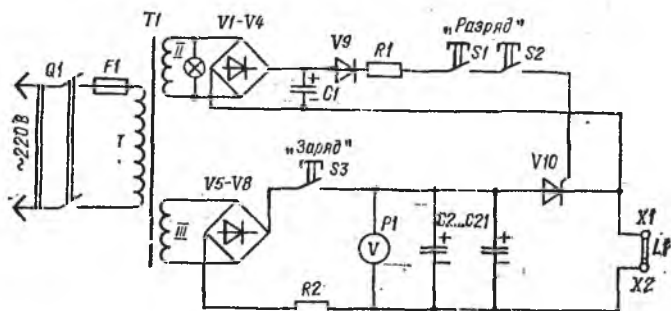 T1
V1-V4
V9
R1
„Разряд"
S1
S2
Q1
F1
II
C1
~220В
I
„Заряд"
S3
V5-V8
V10
III
P1
V
C2...C21
X1
L1
X2
R2